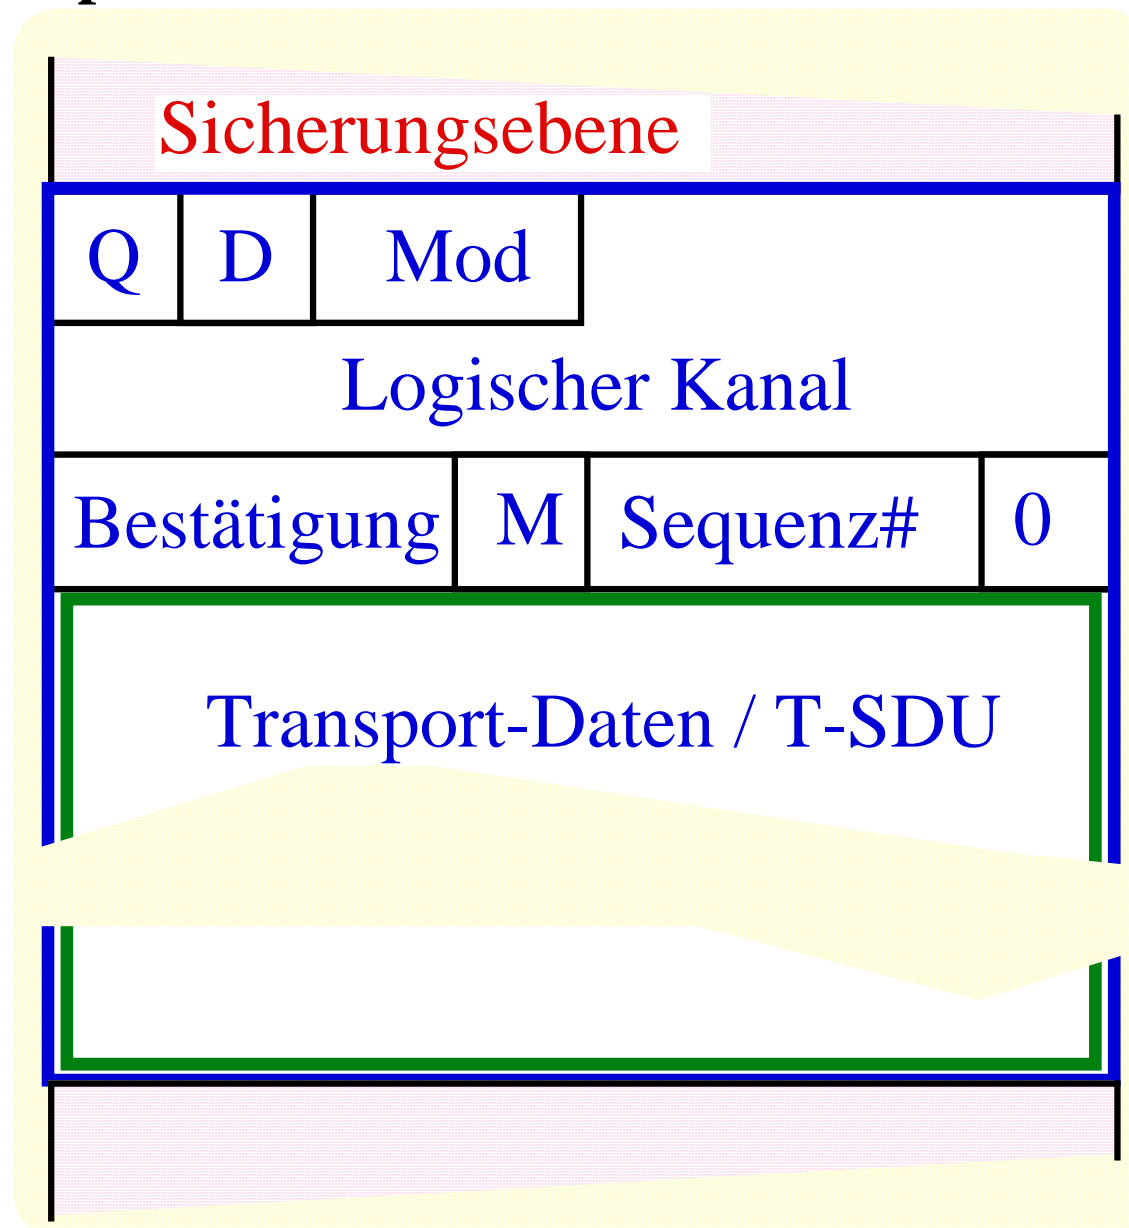 Sicherungsebene
Q D Mod
Logischer Kanal
Bestätigung M Sequenz# 0
Transport-Daten / T-SDU